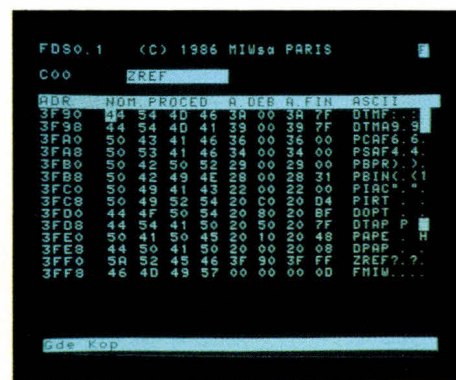 FDS0.1 (C) 1986 MIWsa PARIS F
C00 ZREF
ADR. NOM.PROCED A.DEB A.FIN ASCII
3F90 44 54 4D 46 3A 00 3A 7F DTMF:.:
3F98 44 54 4D 41 39 00 39 7F DTMA9.9
3FA0 50 43 41 46 36 00 36 PCAF6.6.
3FA8 50 53 41 46 34 00 34 PSAF4.4.
3FB0 50 42 50 52 29 00 29 00 PBPR).).
3FB8 50 42 49 4E 28 00 28 31 PBIN(.(1
3FC0 50 49 41 43 22 00 22 00 PIAC".".
3FC8 50 49 52 54 20 C0 20 D4 PIRT . .
3FD0 44 4F 50 54 20 80 20 BF DOPT . .
3FD8 44 54 41 50 20 50 20 7F DTAP P
3FE0 50 41 50 45 20 10 20 48 PAPE . H
3FE8 44 50 41 50 20 00 20 08 DPAP . .
3FF0 5A 52 45 46 3F 90 3F FF ZREF?.?.
3FF8 46 4D 49 57 00 00 00 0D FMIW....
Gde Kop